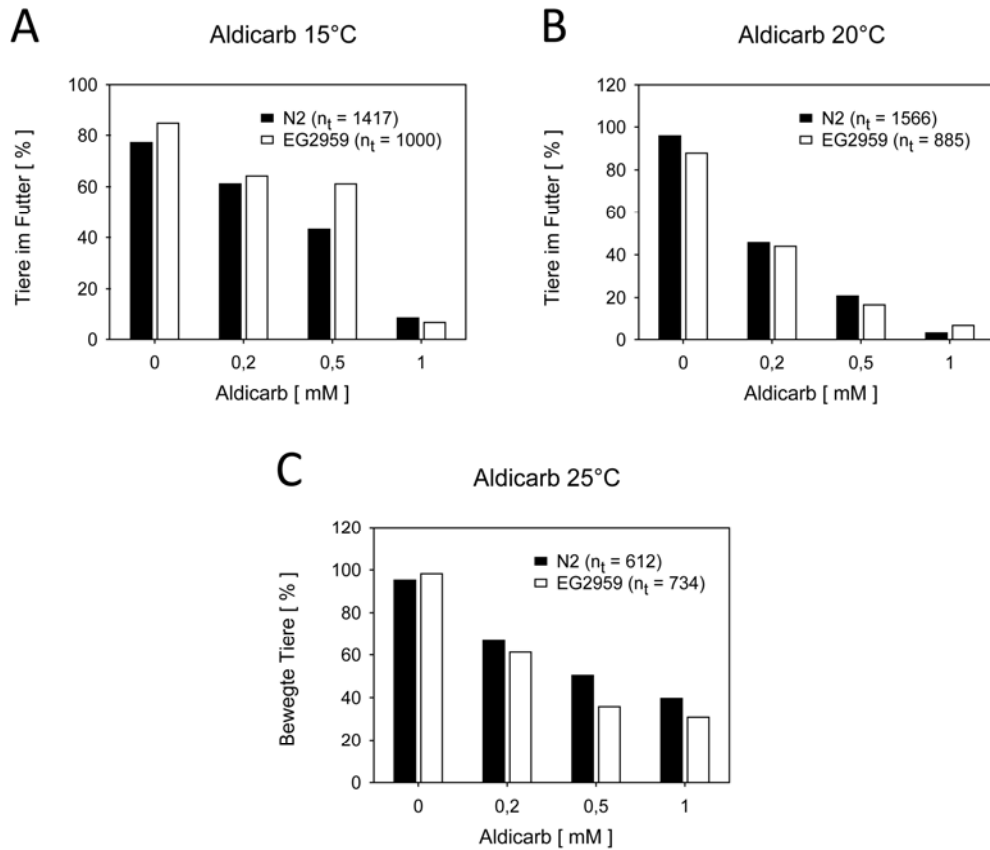 A
Aldicarb 15°C
100
80
60
40
20
0
Tiere im Futter [ % ]
N2 (nt = 1417)
EG2959 (nt = 1000)
0 0,2 0,5 1
Aldicarb [ mM ]
B
Aldicarb 20°C
120
100
80
60
40
20
0
Tiere im Futter [ % ]
N2 (nt = 1566)
EG2959 (nt = 885)
0 0,2 0,5 1
Aldicarb [ mM ]
C
Aldicarb 25°C
120
100
80
60
40
20
0
Bewegte Tiere [ % ]
N2 (nt = 612)
EG2959 (nt = 734)
0 0,2 0,5 1
Aldicarb [ mM ]